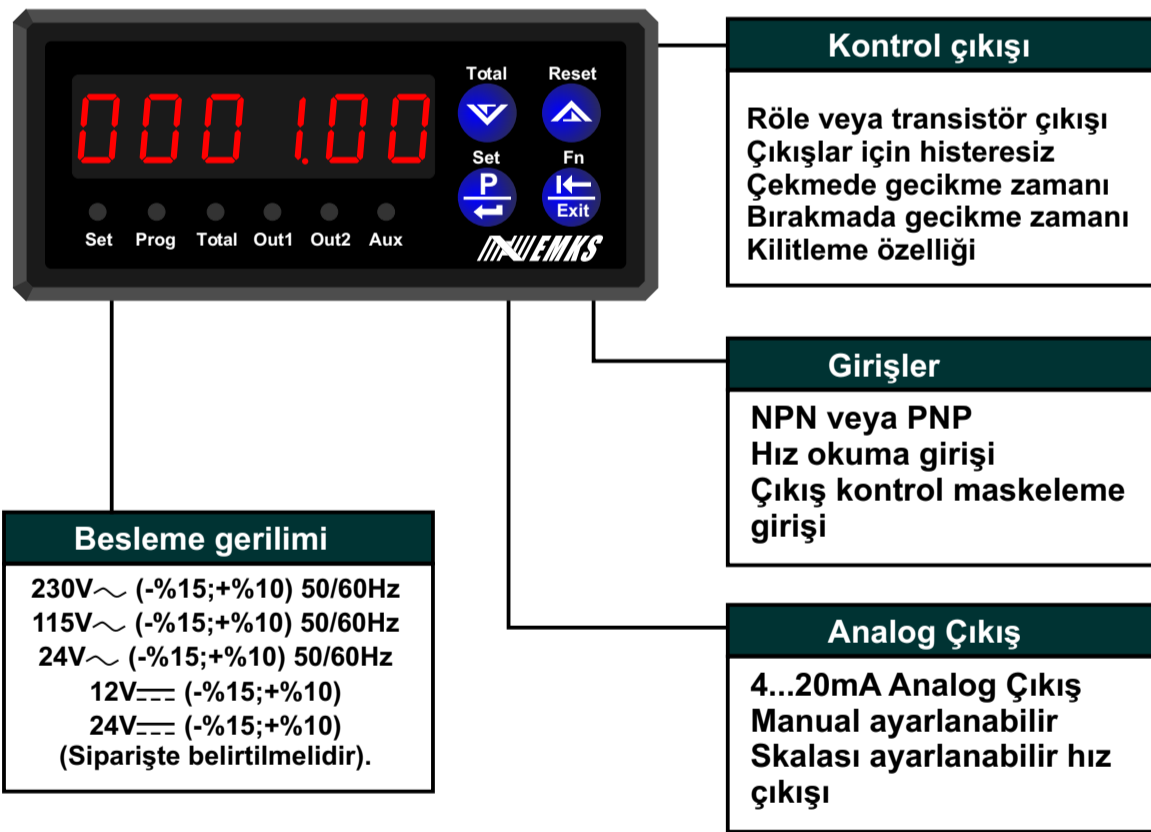 Total Reset
0001.00
Set Fn
P
Exit
Set Prog Total Out1 Out2 Aux
EMKS
Kontrol çıkışı
Röle veya transistör çıkışı
Çıkışlar için histeresiz
Çekmede gecikme zamanı
Bırakmada gecikme zamanı
Kilitleme özelliği
Girişler
NPN veya PNP
Hız okuma girişi
Çıkış kontrol maskeleme
girişi
Besleme gerilimi
230V～ (-%15;+%10) 50/60Hz
115V～ (-%15;+%10) 50/60Hz
24V～ (-%15;+%10) 50/60Hz
12V⎓ (-%15;+%10)
24V⎓ (-%15;+%10)
(Siparişte belirtilmelidir).
Analog Çıkış
4...20mA Analog Çıkış
Manual ayarlanabilir
Skalası ayarlanabilir hız
çıkışı